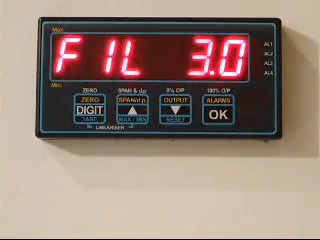 Max
FIL 3.0
AL1
AL2
AL3
AL4
Min.
ZERO SPAN & d.p. 0% O/P 100% O/P
ZERO SPAN/d.p OUTPUT ALARMS
DIGIT OK
TARE MAX / MIN RESET
LINEARISER